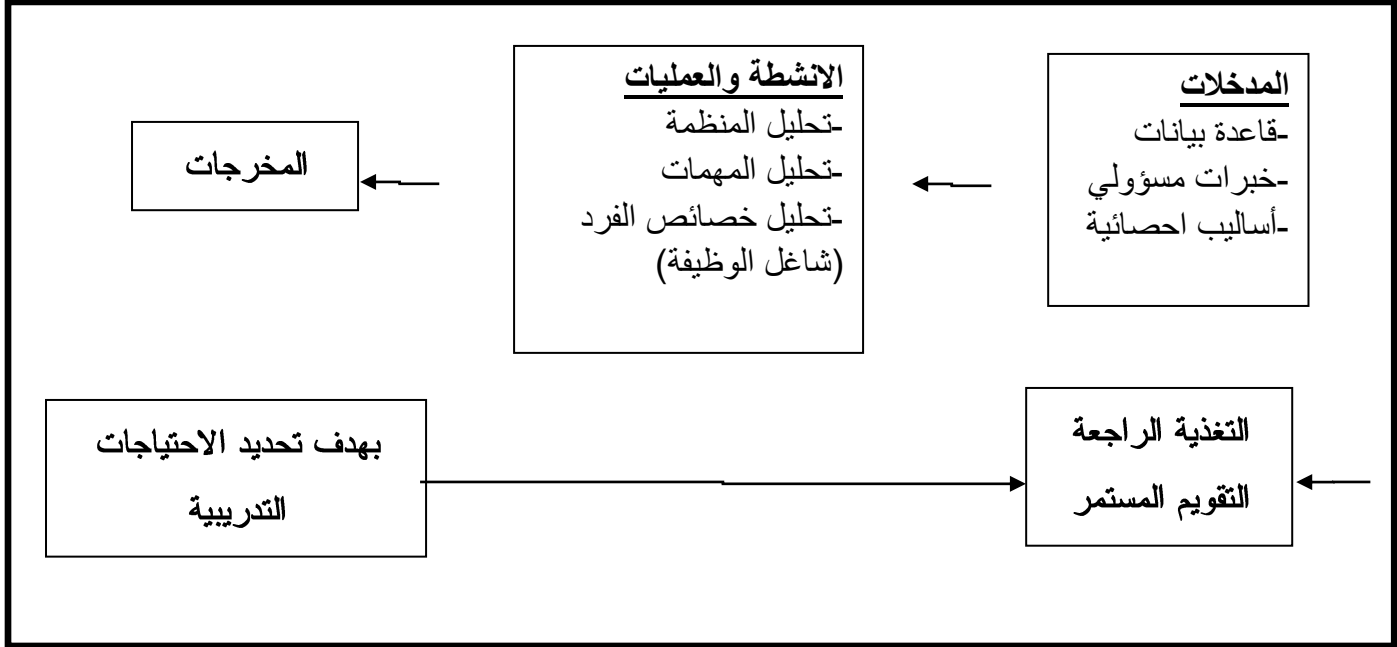 المدخلات
-قاعدة بيانات
-خبرات مسؤولي
-أساليب احصائية
الانشطة والعمليات
-تحليل المنظمة
-تحليل المهمات
-تحليل خصائص الفرد
(شاغل الوظيفة)
المخرجات
التغذية الراجعة
التقويم المستمر
بهدف تحديد الاحتياجات
التدريبية